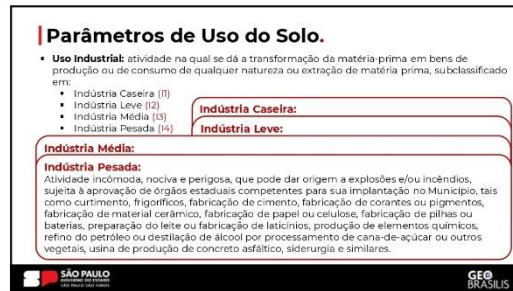 Parâmetros de Uso do Solo.
▪ Uso Industrial: atividade na qual se dá a transformação da matéria-prima em bens de
produção ou de consumo de qualquer natureza ou extração de matéria prima, subclassificado
em:
▪ Indústria Caseira (I1)
▪ Indústria Leve (I2)
▪ Indústria Média (I3)
▪ Indústria Pesada (I4)
Indústria Caseira:
Indústria Leve:
Indústria Média:
Indústria Pesada:
Atividade incômoda, nociva e perigosa, que pode dar origem a explosões e/ou incêndios,
sujeita à aprovação de órgãos estaduais competentes para sua implantação no Município, tais
como curtimento, frigoríficos, fabricação de cimento, fabricação de corantes ou pigmentos,
fabricação de material cerâmico, fabricação de papel ou celulose, fabricação de pilhas ou
baterias, preparação do leite ou fabricação de laticínios, produção de elementos químicos,
refino do petróleo ou destilação de álcool por processamento de cana-de-açúcar ou outros
vegetais, usina de produção de concreto asfáltico, siderurgia e similares.
SÃO PAULO
GOVERNO DO ESTADO
SÃO PAULO SÃO TODOS
GEO
BRASILIS